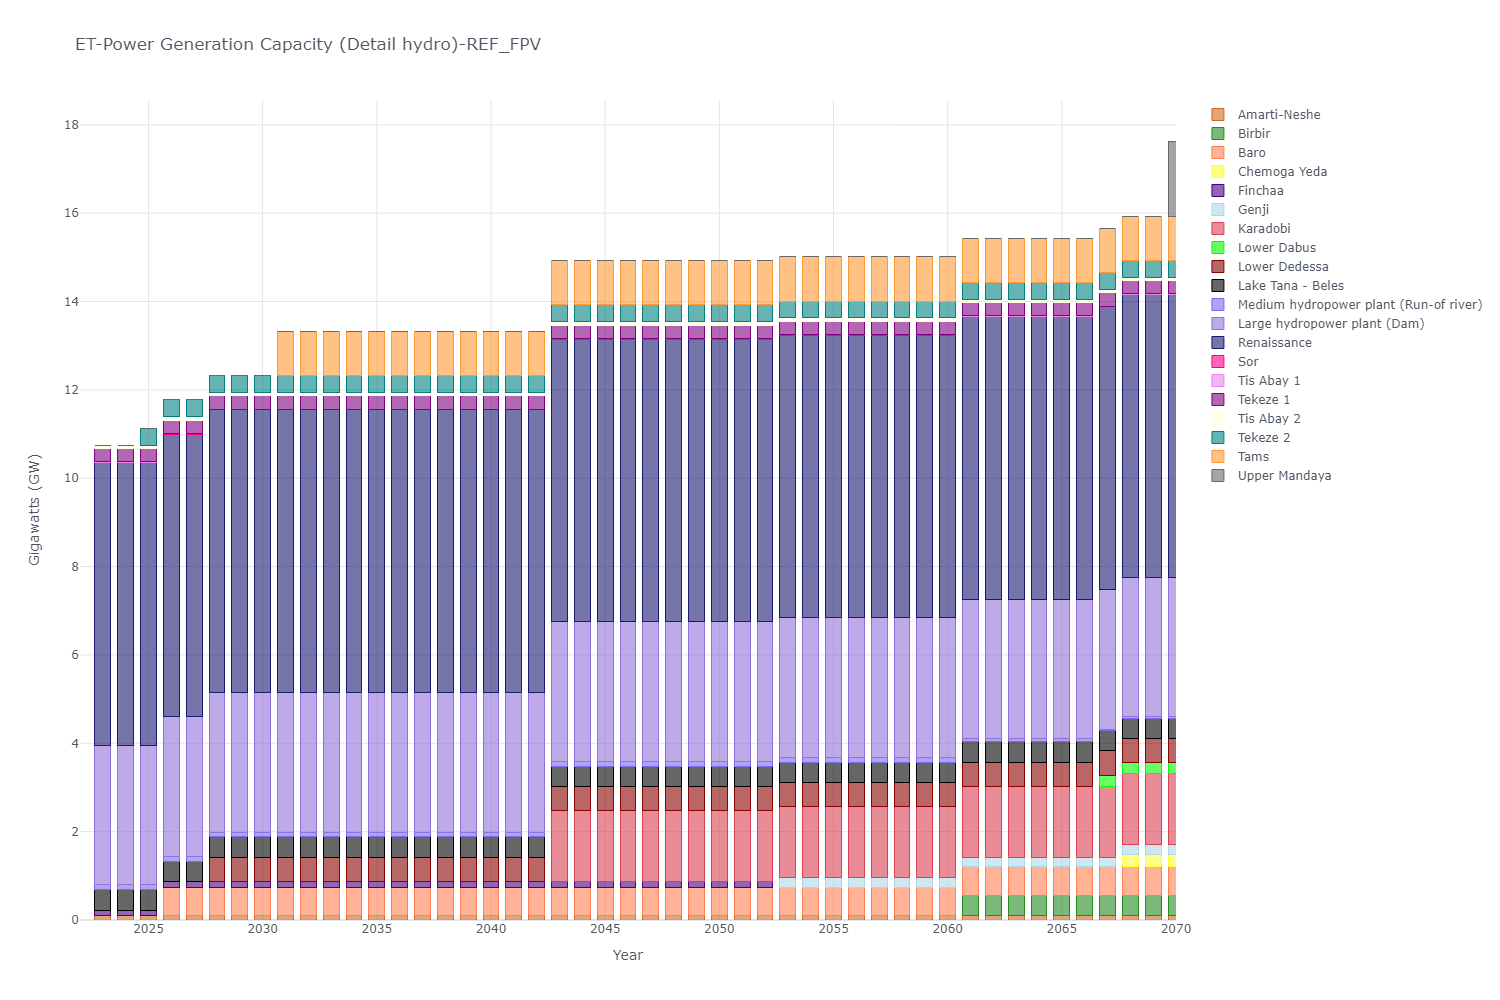 ET-Power Generation Capacity (Detail hydro)-REF_FPV
18
16
14
12
10
8
6
4
2
0
Gigawatts (GW)
2025
2030
2035
2040
2045
2050
2055
2060
2065
2070
Year
Amarti-Neshe
Birbir
Baro
Chemoga Yeda
Finchaa
Genji
Karadobi
Lower Dabus
Lower Dedessa
Lake Tana - Beles
Medium hydropower plant (Run-of river)
Large hydropower plant (Dam)
Renaissance
Sor
Tis Abay 1
Tekeze 1
Tis Abay 2
Tekeze 2
Tams
Upper Mandaya